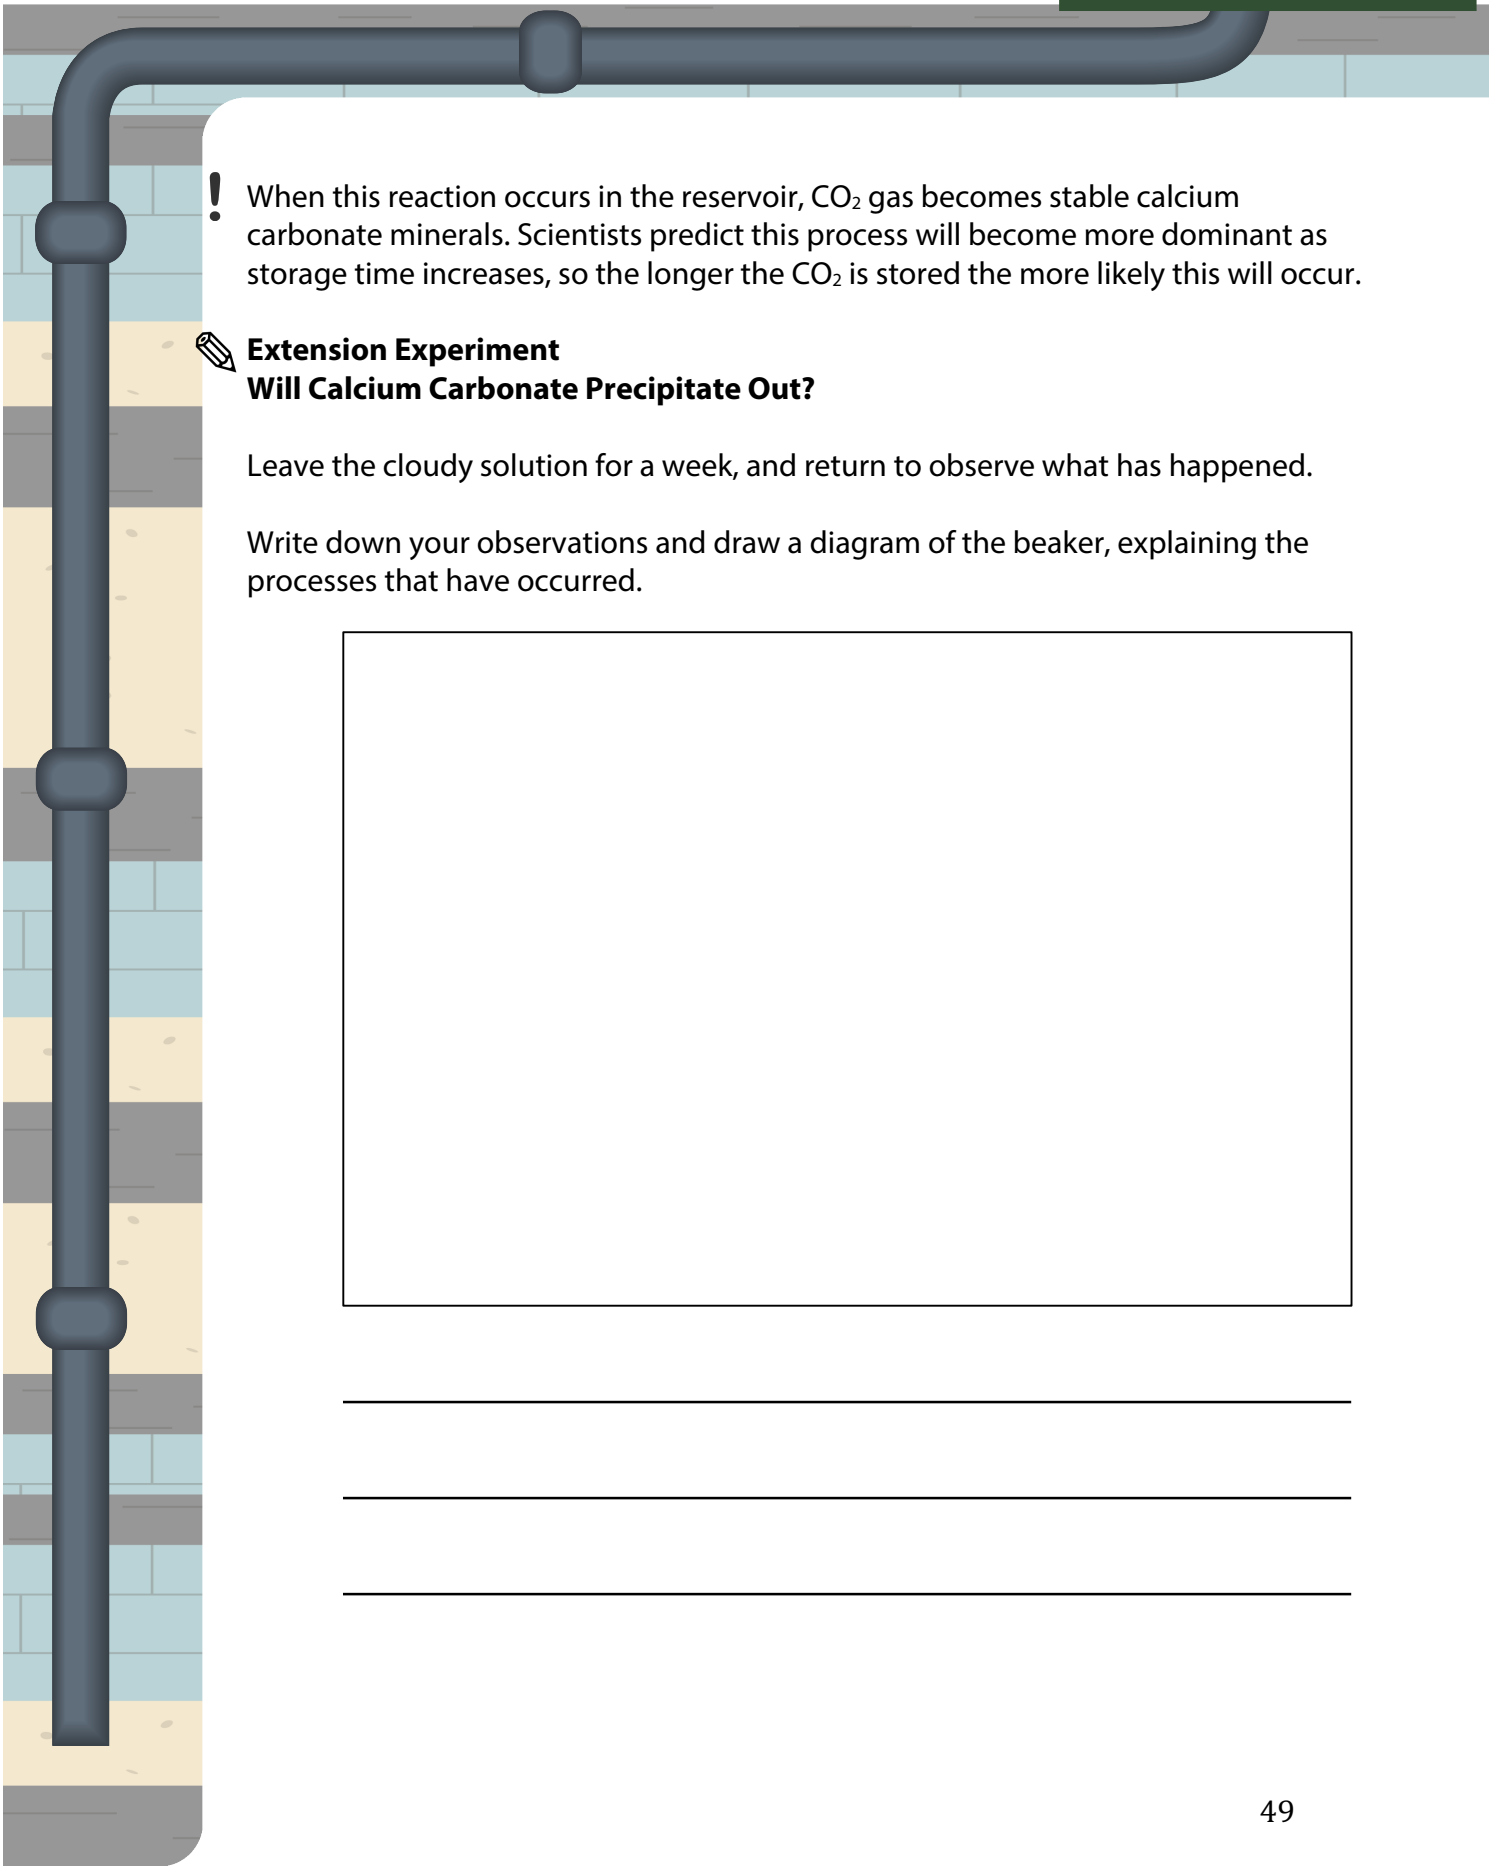 ! When this reaction occurs in the reservoir, CO₂ gas becomes stable calcium
carbonate minerals. Scientists predict this process will become more dominant as
storage time increases, so the longer the CO₂ is stored the more likely this will occur.
Extension Experiment
Will Calcium Carbonate Precipitate Out?
Leave the cloudy solution for a week, and return to observe what has happened.
Write down your observations and draw a diagram of the beaker, explaining the
processes that have occurred.
49